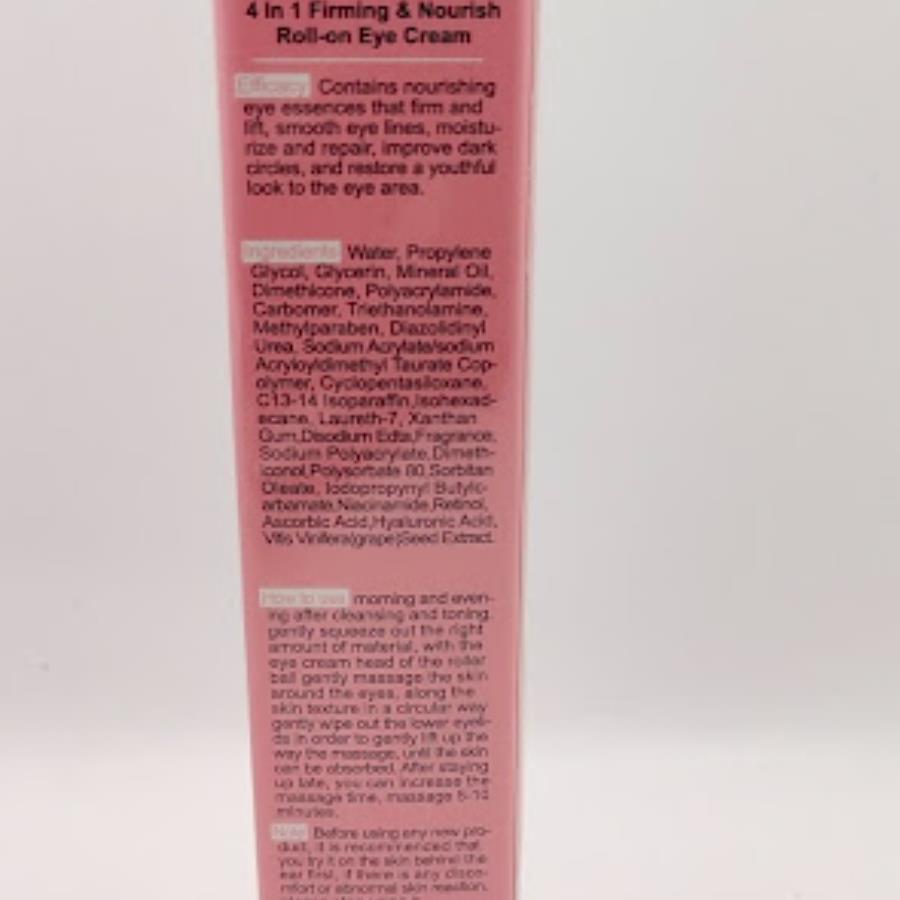 4 In 1 Firming & Nourish
Roll-on Eye Cream
Efficacy Contains nourishing
eye essences that firm and
lift, smooth eye lines, moistu-
rize and repair, improve dark
circles, and restore a youthful
look to the eye area.
Ingredients Water, Propylene
Glycol, Glycerin, Mineral Oil,
Dimethicone, Polyacrylamide,
Carbomer, Triethanolamine,
Methylparaben, Diazolidinyl
Urea, Sodium Acrylate/sodium
Acryloyldimethyl Taurate Cop-
olymer, Cyclopentasiloxane,
C13-14 Isoparaffin,Isohexad-
ecane, Laureth-7, Xanthan
Gum,Disodium Edta,Fragrance,
Sodium Polyacrylate,Dimeth-
iconol,Polysorbate 80,Sorbitan
Oleate, Iodopropynyl Butylc-
arbamate,Niacinamide,Retinol,
Ascorbic Acid,Hyaluronic Acid,
Vitis Vinifera(grape)Seed Extract.
How to use morning and even-
ing after cleansing and toning,
gently squeeze out the right
amount of material, with the
eye cream head of the roller
ball gently massage the skin
around the eyes, along the
skin texture in a circular way
gently wipe out the lower eyeli-
ds in order to gently lift up the
way the massage, until the skin
can be absorbed. After staying
up late, you can increase the
massage time, massage 5-10
minutes.
Note Before using any new pro-
duct, it is recommended that
you try it on the skin behind the
ear first, if there is any disco-
mfort or abnormal skin reaction,